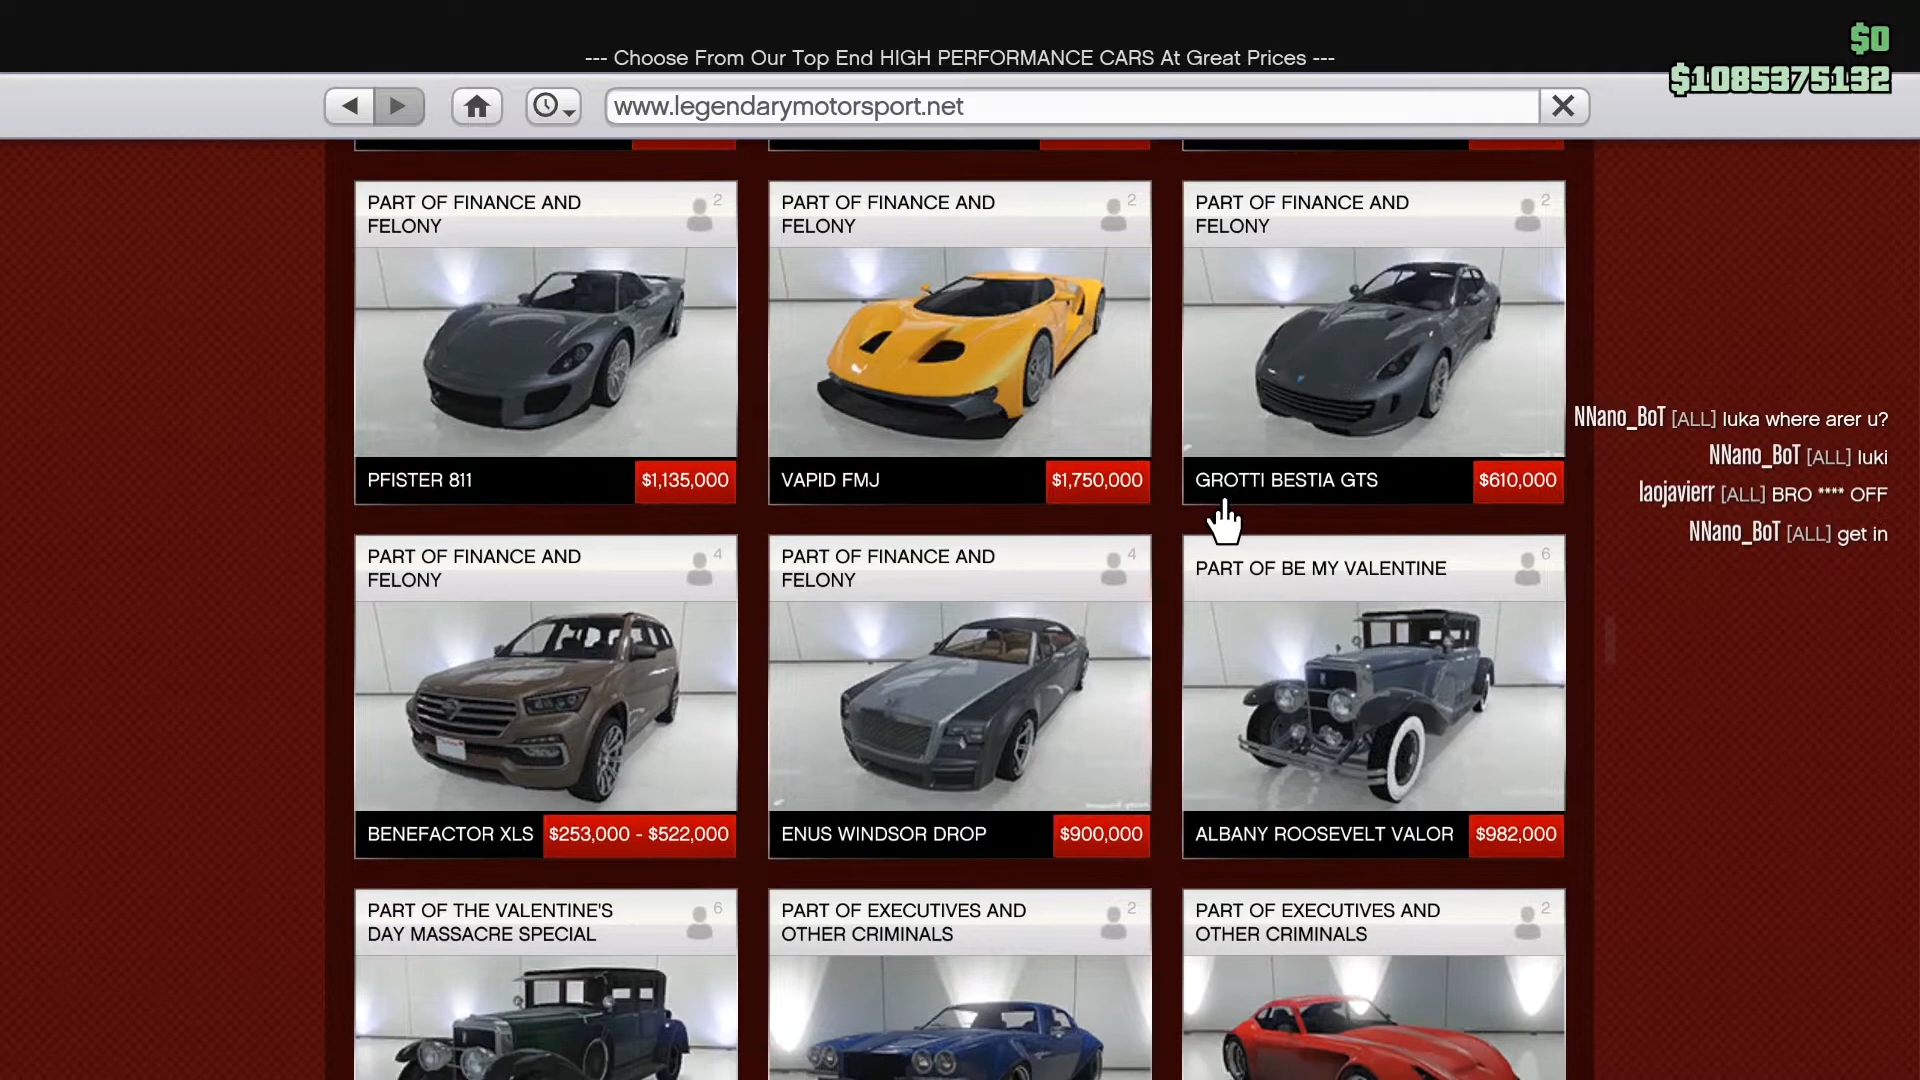 $0
--- Choose From Our Top End HIGH PERFORMANCE CARS At Great Prices ---
$1085375132
www.legendarymotorsport.net
PART OF FINANCE AND
FELONY
2
PART OF FINANCE AND
FELONY
2
PART OF FINANCE AND
FELONY
2
PFISTER 811
$1,135,000
VAPID FMJ
$1,750,000
GROTTI BESTIA GTS
$610,000
NNano_BoT [ALL] luka where arer u?
NNano_BoT [ALL] luki
laojavierr [ALL] BRO **** OFF
NNano_BoT [ALL] get in
PART OF FINANCE AND
FELONY
4
PART OF FINANCE AND
FELONY
4
PART OF BE MY VALENTINE
6
BENEFACTOR XLS
$253,000 - $522,000
ENUS WINDSOR DROP
$900,000
ALBANY ROOSEVELT VALOR
$982,000
PART OF THE VALENTINE'S
DAY MASSACRE SPECIAL
6
PART OF EXECUTIVES AND
OTHER CRIMINALS
2
PART OF EXECUTIVES AND
OTHER CRIMINALS
2